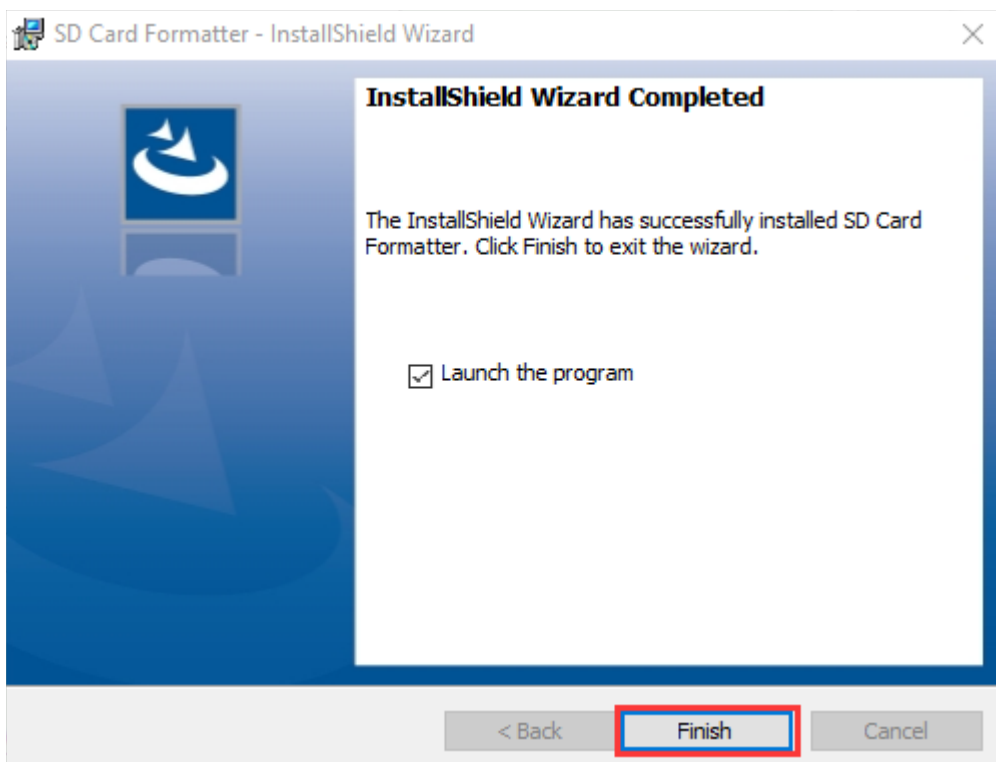 SD Card Formatter - InstallShield Wizard
InstallShield Wizard Completed
The InstallShield Wizard has successfully installed SD Card
Formatter. Click Finish to exit the wizard.
Launch the program
< Back
Finish
Cancel